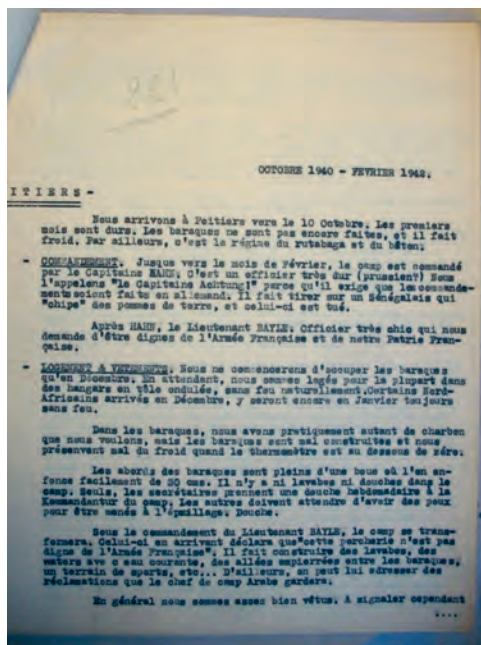 OCTOBRE 1940 - FEVRIER 1942.
ITIERS -
Nous arrivons à Poitiers vers le 10 Octobre. Les premiers
mois sont durs. Les baraques ne sont pas encore faites, et il fait
froid. Par ailleurs, c'est le régime du rutabaga et du bâton.
- COMMANDEMENT. Jusque vers le mois de Février, le camp est commandé
par le Capitaine HAHN. C'est un officier très dur (prussien?) Nous
l'appelons "le Capitaine Achtung!" parce qu'il exige que les commande-
ments soient faits en allemand. Il fait tirer sur un Sénégalais qui
"chipe" des pommes de terre, et celui-ci est tué.
Après HAHN, le Lieutenant BAYLE. Officier très chic qui nous
demande d'être dignes de l'Armée Française et de notre Patrie Fran-
çaise.
- LOGEMENT & VETEMENTS. Nous ne commencerons d'occuper les baraques
qu'en Décembre. En attendant, nous sommes logés pour la plupart dans
des hangars en tôle ondulée, sans feu naturellement. Certains Nord-
Africains arrivés en Décembre, y seront encore en Janvier toujours
sans feu.
Dans les baraques, nous avons pratiquement autant de charbon
que nous voulons, mais les baraques sont mal construites et nous
préservent mal du froid quand le thermomètre est au dessous de zéro.
Les abords des baraques sont pleins d'une boue où l'on en-
fonce facilement de 20 cms. Il n'y a ni lavabos ni douches dans le
camp. Seuls, les secrétaires prennent une douche hebdomadaire à la
Kommandantur du camp. Les autres doivent attendre d'avoir des poux
pour être menés à l'épouillage. Douche.
Sous le commandement du Lieutenant BAYLE, le camp se trans-
formera. Celui-ci en arrivant déclare que "cette porcherie n'est pas
digne de l'Armée Française". Il fait construire des lavabos, des
waters avec eau courante, des allées empierrées entre les baraques,
un terrain de sports, etc... D'ailleurs, on peut lui adresser des
réclamations que le chef de camp Arabe gardera.
En général nous sommes assez bien vêtus. A signaler cependant
....